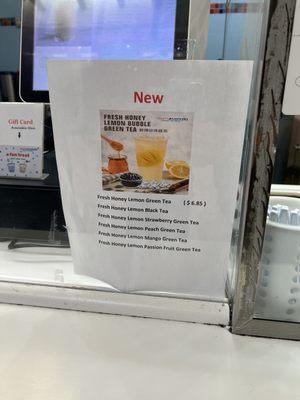 New
FRESH HONEY
LEMON BUBBLE
GREEN TEA
Fresh Honey Lemon Green Tea ( $ 6.85 )
Fresh Honey Lemon Black Tea
Fresh Honey Lemon Strawberry Green Tea
Fresh Honey Lemon Peach Green Tea
Fresh Honey Lemon Mango Green Tea
Fresh Honey Lemon Passion Fruit Green Tea
Gift Card
Available